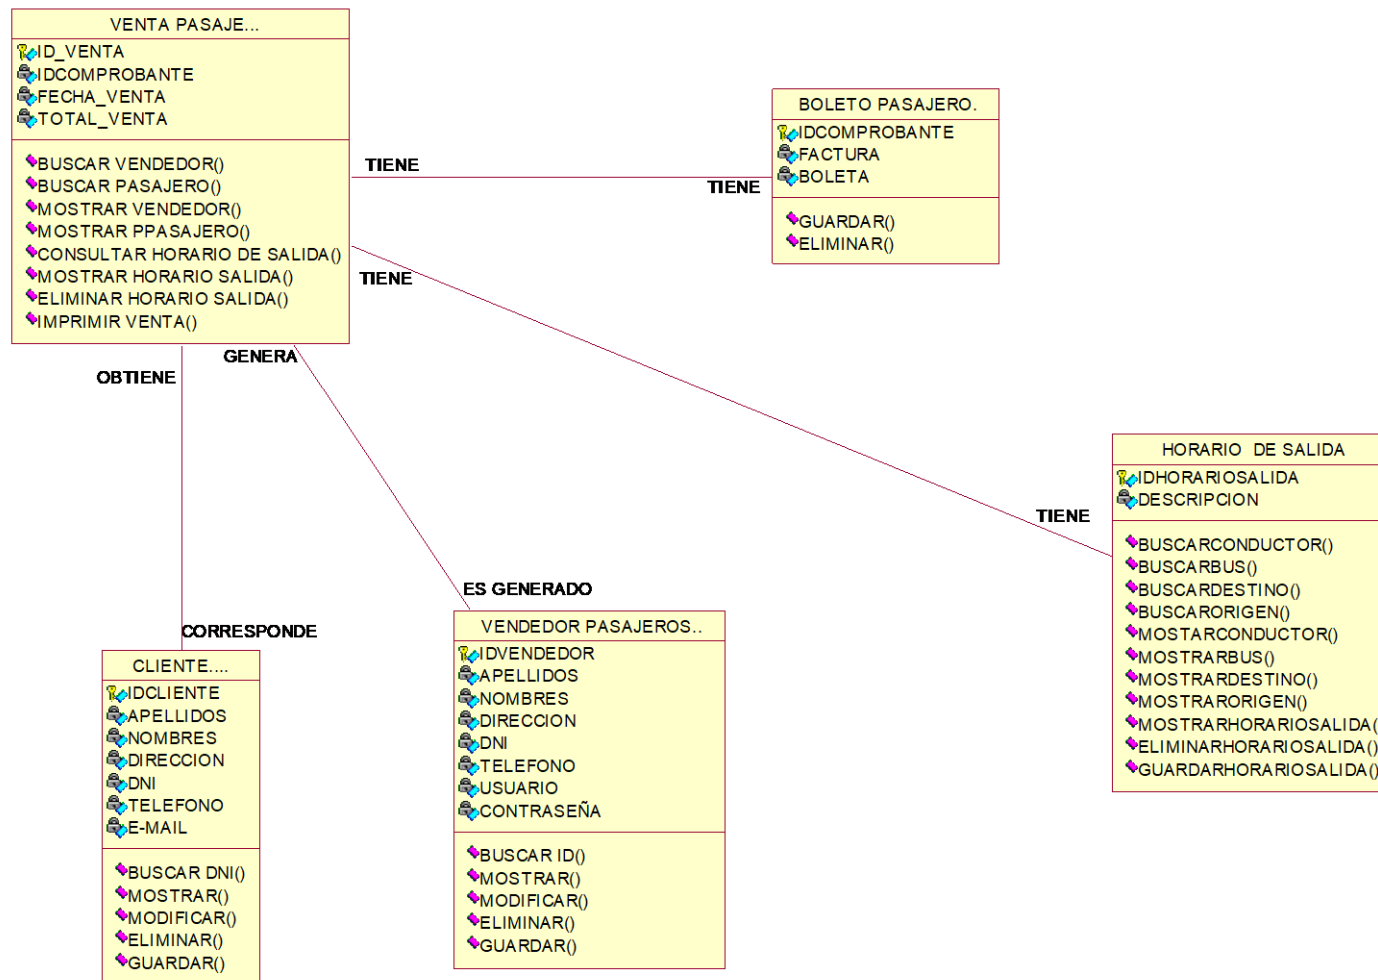 VENTA PASAJE...
ID_VENTA
IDCOMPROBANTE
FECHA_VENTA
TOTAL_VENTA
BUSCAR VENDEDOR()
BUSCAR PASAJERO()
MOSTRAR VENDEDOR()
MOSTRAR PPASAJERO()
CONSULTAR HORARIO DE SALIDA()
MOSTRAR HORARIO SALIDA()
ELIMINAR HORARIO SALIDA()
IMPRIMIR VENTA()
TIENE
TIENE
BOLETO PASAJERO.
IDCOMPROBANTE
FACTURA
BOLETA
GUARDAR()
ELIMINAR()
TIENE
TIENE
HORARIO DE SALIDA
IDHORARIOSALIDA
DESCRIPCION
BUSCARCONDUCTOR()
BUSCARBUS()
BUSCARDESTINO()
BUSCARORIGEN()
MOSTARCONDUCTOR()
MOSTRARBUS()
MOSTRARDESTINO()
MOSTRARORIGEN()
MOSTRARHORARIOSALIDA(
ELIMINARHORARIOSALIDA()
GUARDARHORARIOSALIDA()
GENERA
ES GENERADO
VENDEDOR PASAJEROS..
IDVENDEDOR
APELLIDOS
NOMBRES
DIRECCION
DNI
TELEFONO
USUARIO
CONTRASEÑA
BUSCAR ID()
MOSTRAR()
MODIFICAR()
ELIMINAR()
GUARDAR()
OBTIENE
CORRESPONDE
CLIENTE....
IDCLIENTE
APELLIDOS
NOMBRES
DIRECCION
DNI
TELEFONO
E-MAIL
BUSCAR DNI()
MOSTRAR()
MODIFICAR()
ELIMINAR()
GUARDAR()